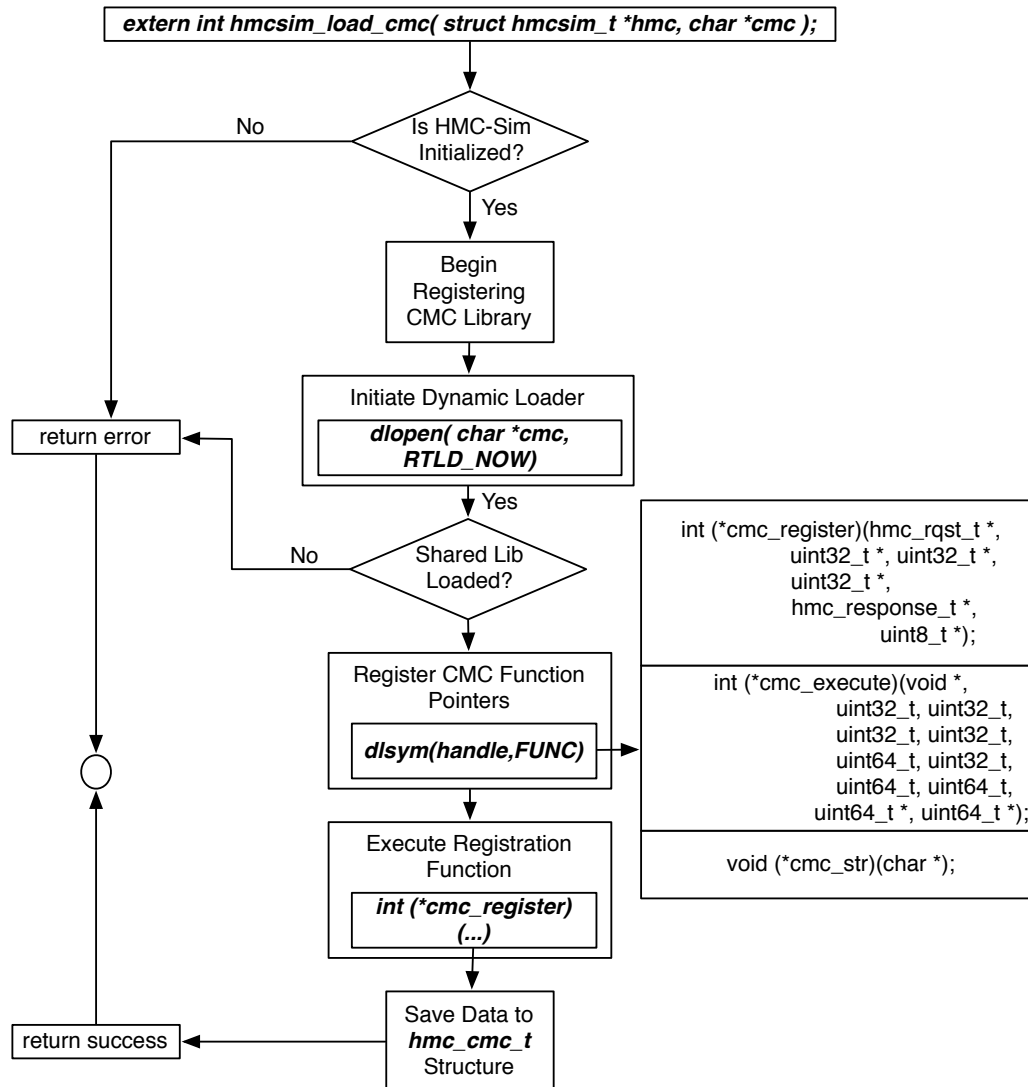 extern int hmcsim_load_cmc( struct hmcsim_t *hmc, char *cmc );
No
Is HMC-Sim
Initialized?
Yes
Begin
Registering
CMC Library
Initiate Dynamic Loader
dlopen( char *cmc,
RTLD_NOW)
return error
Yes
No
Shared Lib
Loaded?
int (*cmc_register)(hmc_rqst_t *,
uint32_t *, uint32_t *,
uint32_t *,
hmc_response_t *,
uint8_t *);
Register CMC Function
Pointers
dlsym(handle,FUNC)
int (*cmc_execute)(void *,
uint32_t, uint32_t,
uint32_t, uint32_t,
uint64_t, uint32_t,
uint64_t, uint64_t,
uint64_t *, uint64_t *);
Execute Registration
Function
int (*cmc_register)
(...)
void (*cmc_str)(char *);
Save Data to
hmc_cmc_t
Structure
return success